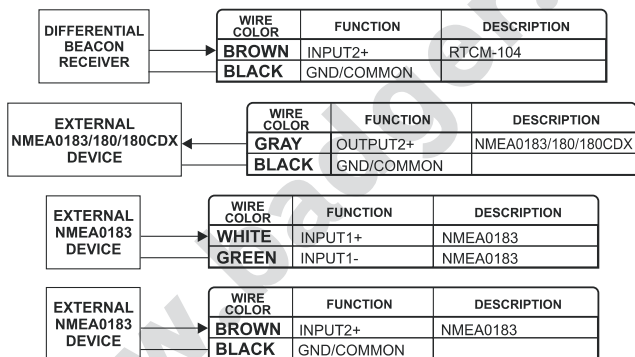 DIFFERENTIAL
BEACON
RECEIVER
WIRE COLOR FUNCTION DESCRIPTION
BROWN INPUT2+ RTCM-104
BLACK GND/COMMON
EXTERNAL
NMEA0183/180/180CDX
DEVICE
WIRE COLOR FUNCTION DESCRIPTION
GRAY OUTPUT2+ NMEA0183/180/180CDX
BLACK GND/COMMON
EXTERNAL
NMEA0183
DEVICE
WIRE COLOR FUNCTION DESCRIPTION
WHITE INPUT1+ NMEA0183
GREEN INPUT1- NMEA0183
EXTERNAL
NMEA0183
DEVICE
WIRE COLOR FUNCTION DESCRIPTION
BROWN INPUT2+ NMEA0183
BLACK GND/COMMON